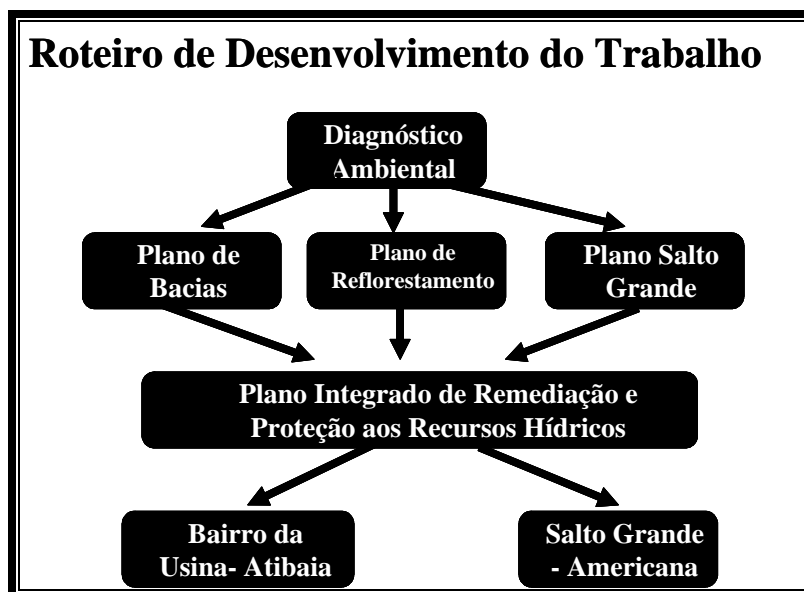 Roteiro de Desenvolvimento do Trabalho
Diagnóstico
Ambiental
Plano de
Bacias
Plano de
Reflorestamento
Plano Salto
Grande
Plano Integrado de Remediação e
Proteção aos Recursos Hídricos
Bairro da
Usina- Atibaia
Salto Grande
- Americana